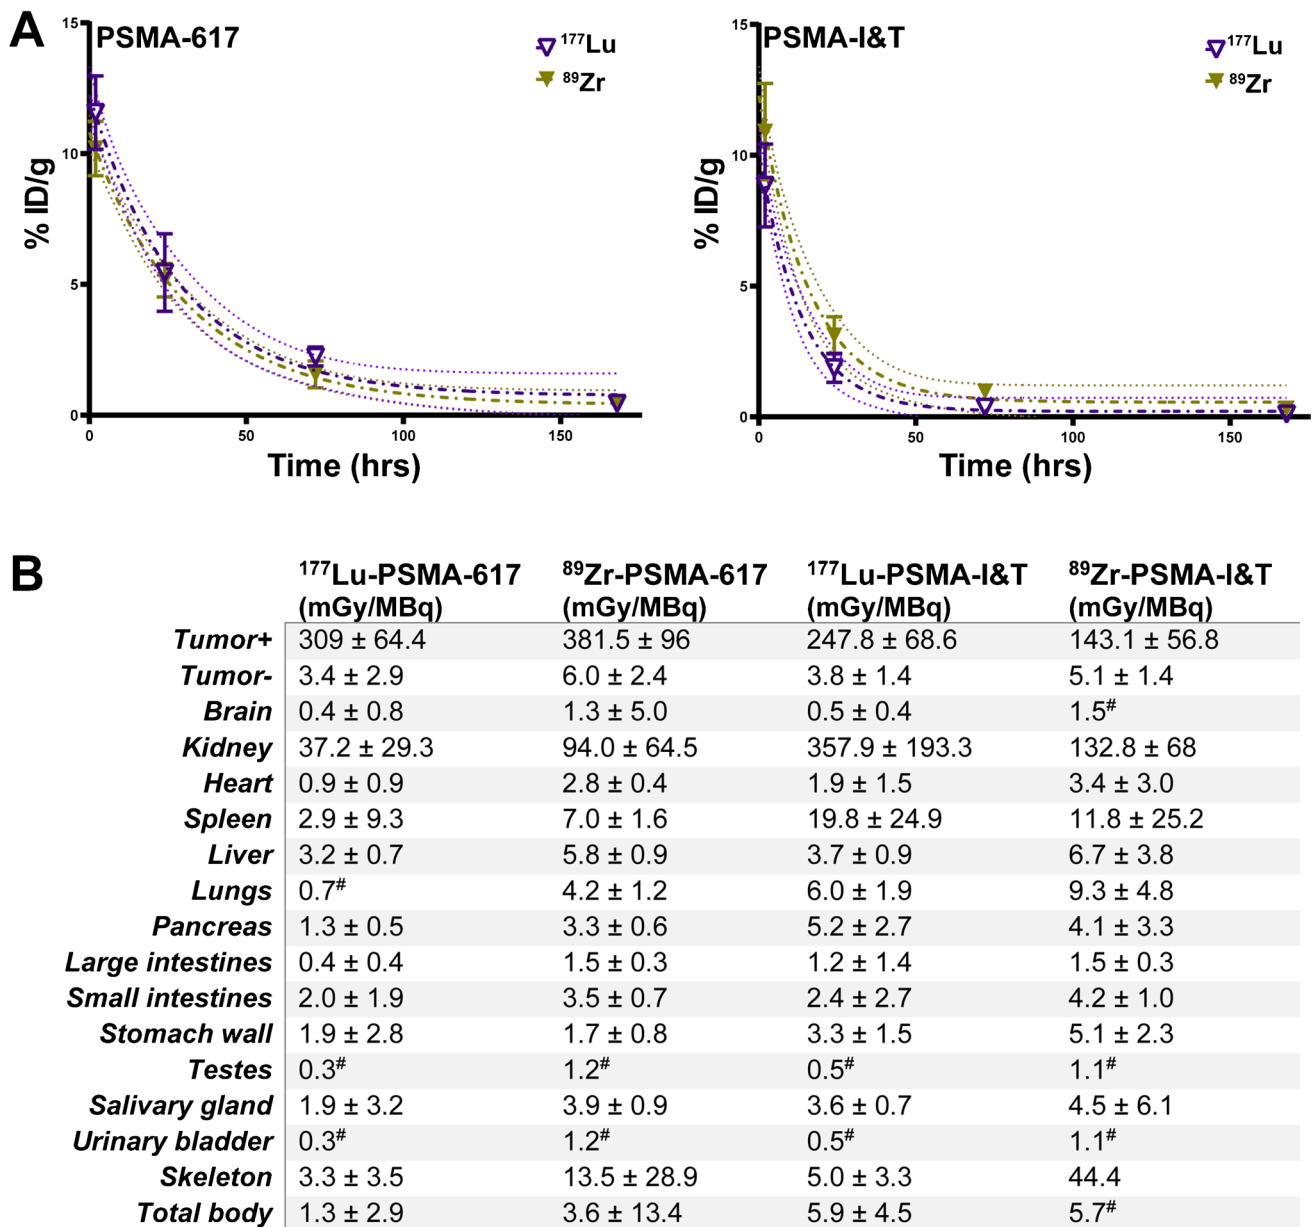 A
PSMA-617
¹⁷⁷Lu
⁸⁹Zr
15
10
5
0
% ID/g
0 50 100 150
Time (hrs)
PSMA-I&T
¹⁷⁷Lu
⁸⁹Zr
15
10
5
0
% ID/g
0 50 100 150
Time (hrs)
B
¹⁷⁷Lu-PSMA-617 ⁸⁹Zr-PSMA-617 ¹⁷⁷Lu-PSMA-I&T ⁸⁹Zr-PSMA-I&T
(mGy/MBq) (mGy/MBq) (mGy/MBq) (mGy/MBq)
Tumor+ 309 ± 64.4 381.5 ± 96 247.8 ± 68.6 143.1 ± 56.8
Tumor- 3.4 ± 2.9 6.0 ± 2.4 3.8 ± 1.4 5.1 ± 1.4
Brain 0.4 ± 0.8 1.3 ± 5.0 0.5 ± 0.4 1.5#
Kidney 37.2 ± 29.3 94.0 ± 64.5 357.9 ± 193.3 132.8 ± 68
Heart 0.9 ± 0.9 2.8 ± 0.4 1.9 ± 1.5 3.4 ± 3.0
Spleen 2.9 ± 9.3 7.0 ± 1.6 19.8 ± 24.9 11.8 ± 25.2
Liver 3.2 ± 0.7 5.8 ± 0.9 3.7 ± 0.9 6.7 ± 3.8
Lungs 0.7# 4.2 ± 1.2 6.0 ± 1.9 9.3 ± 4.8
Pancreas 1.3 ± 0.5 3.3 ± 0.6 5.2 ± 2.7 4.1 ± 3.3
Large intestines 0.4 ± 0.4 1.5 ± 0.3 1.2 ± 1.4 1.5 ± 0.3
Small intestines 2.0 ± 1.9 3.5 ± 0.7 2.4 ± 2.7 4.2 ± 1.0
Stomach wall 1.9 ± 2.8 1.7 ± 0.8 3.3 ± 1.5 5.1 ± 2.3
Testes 0.3# 1.2# 0.5# 1.1#
Salivary gland 1.9 ± 3.2 3.9 ± 0.9 3.6 ± 0.7 4.5 ± 6.1
Urinary bladder 0.3# 1.2# 0.5# 1.1#
Skeleton 3.3 ± 3.5 13.5 ± 28.9 5.0 ± 3.3 44.4
Total body 1.3 ± 2.9 3.6 ± 13.4 5.9 ± 4.5 5.7#